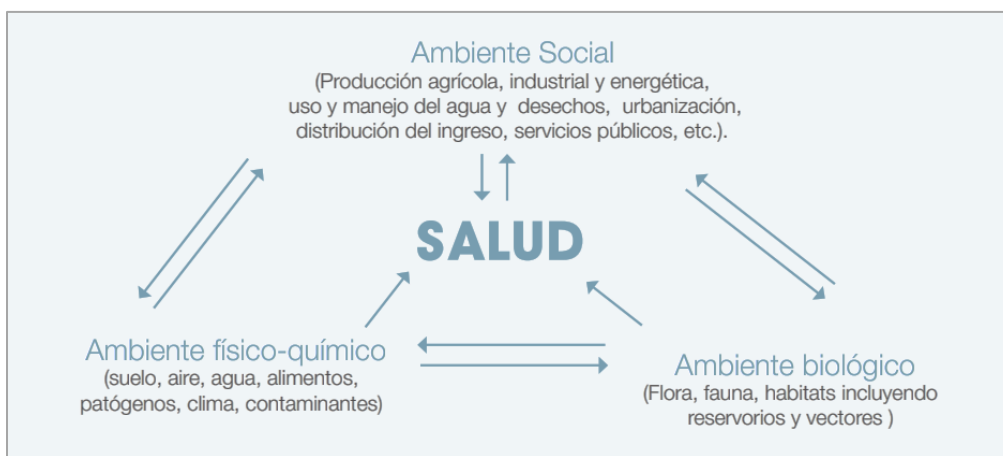 Ambiente Social
(Producción agrícola, industrial y energética,
uso y manejo del agua y desechos, urbanización,
distribución del ingreso, servicios públicos, etc.).
SALUD
Ambiente físico-químico
(suelo, aire, agua, alimentos,
patógenos, clima, contaminantes)
Ambiente biológico
(Flora, fauna, habitats incluyendo
reservorios y vectores )